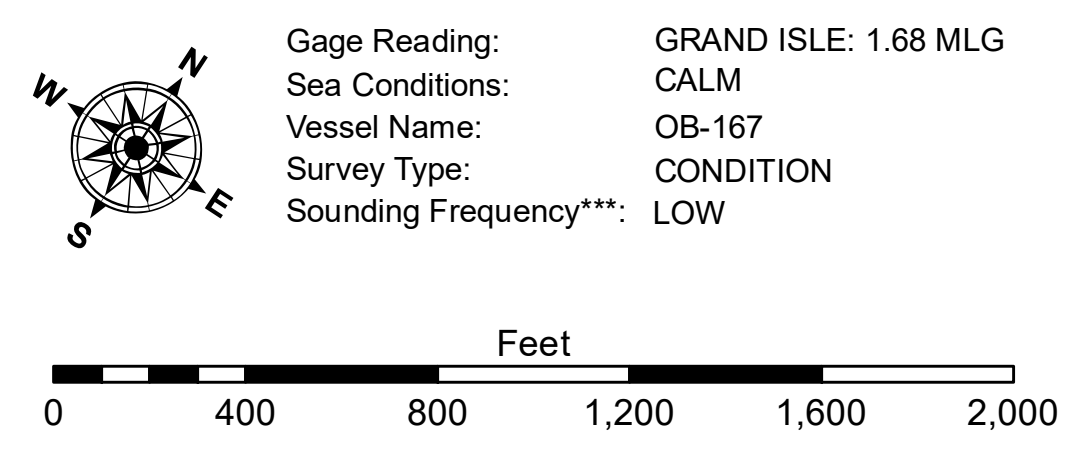 N
W
E
S
Gage Reading: GRAND ISLE: 1.68 MLG
Sea Conditions: CALM
Vessel Name: OB-167
Survey Type: CONDITION
Sounding Frequency***: LOW
Feet
0 400 800 1,200 1,600 2,000